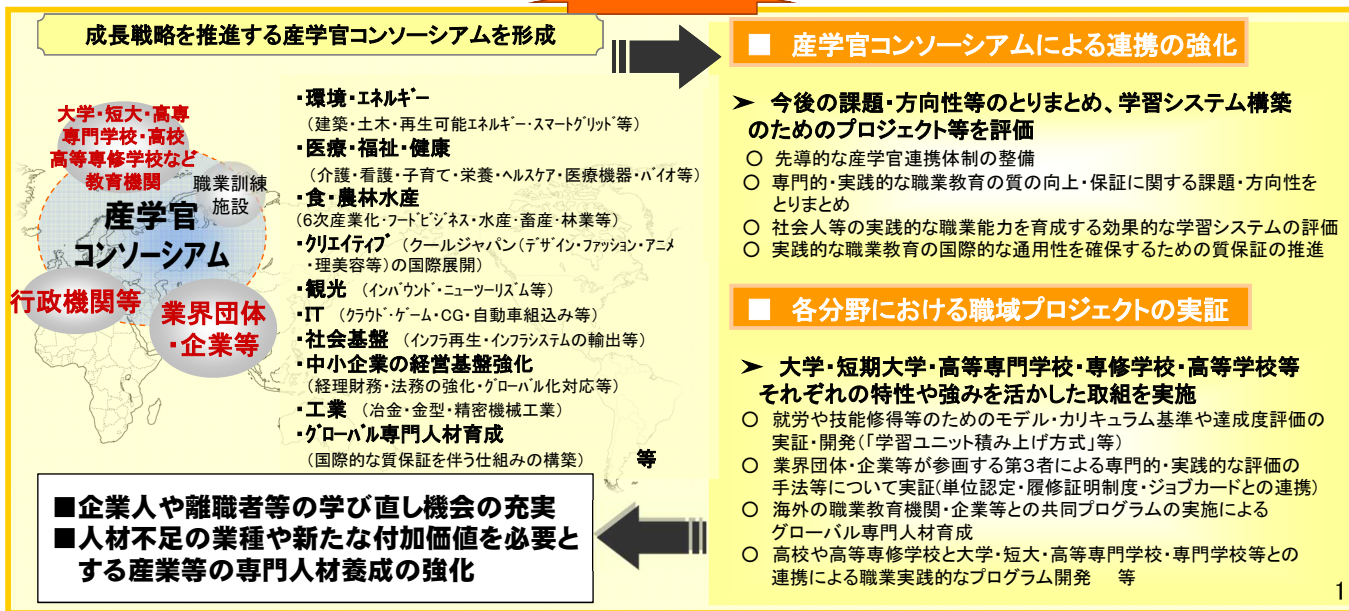 成長戦略を推進する産学官コンソーシアムを形成
大学・短大・高専
専門学校・高校
高等専修学校など
教育機関
職業訓練
施設
産学官
コンソーシアム
行政機関等
業界団体
・企業等
・環境・エネルギー
（建築・土木・再生可能エネルギー・スマートグリッド等）
・医療・福祉・健康
（介護・看護・子育て・栄養・ヘルスケア・医療機器・バイオ等）
・食・農林水産
（6次産業化・フードビジネス・水産・畜産・林業等）
・クリエイティブ （クールジャパン（デザイン・ファッション・アニメ
・理美容等）の国際展開）
・観光 （インバウンド・ニューツーリズム等）
・IT （クラウド・ゲーム・CG・自動車組込み等）
・社会基盤 （インフラ再生・インフラシステムの輸出等）
・中小企業の経営基盤強化
（経理財務・法務の強化・グローバル化対応等）
・工業 （冶金・金型・精密機械工業）
・グローバル専門人材育成
（国際的な質保証を伴う仕組みの構築） 等
■企業人や離職者等の学び直し機会の充実
■人材不足の業種や新たな付加価値を必要と
する産業等の専門人材養成の強化
■ 産学官コンソーシアムによる連携の強化
➤ 今後の課題・方向性等のとりまとめ、学習システム構築
のためのプロジェクト等を評価
○ 先導的な産学官連携体制の整備
○ 専門的・実践的な職業教育の質の向上・保証に関する課題・方向性を
とりまとめ
○ 社会人等の実践的な職業能力を育成する効果的な学習システムの評価
○ 実践的な職業教育の国際的な通用性を確保するための質保証の推進
■ 各分野における職域プロジェクトの実証
➤ 大学・短期大学・高等専門学校・専修学校・高等学校等
それぞれの特性や強みを活かした取組を実施
○ 就労や技能修得等のためのモデル・カリキュラム基準や達成度評価の
実証・開発（「学習ユニット積み上げ方式」等）
○ 業界団体・企業等が参画する第３者による専門的・実践的な評価の
手法等について実証（単位認定・履修証明制度・ジョブカードとの連携）
○ 海外の職業教育機関・企業等との共同プログラムの実施による
グローバル専門人材育成
○ 高校や高等専修学校と大学・短大・高等専門学校・専門学校等との
連携による職業実践的なプログラム開発 等
1